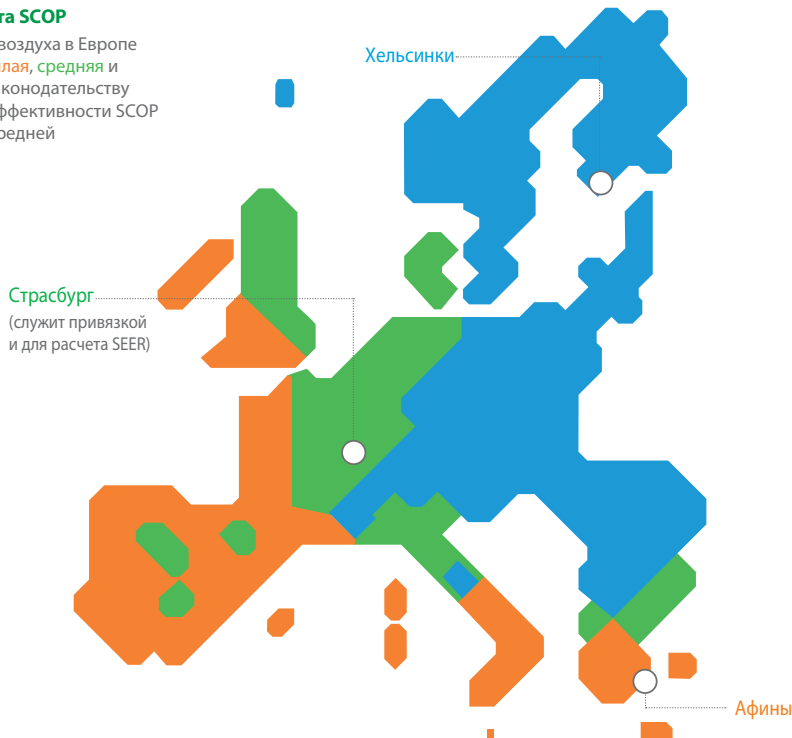 та SCOP
воздуха в Европе
лая, средняя и
конодательству
ффективности SCOP
редней
Хельсинки
Страсбург
(служит привязкой
и для расчета SEER)
Афины